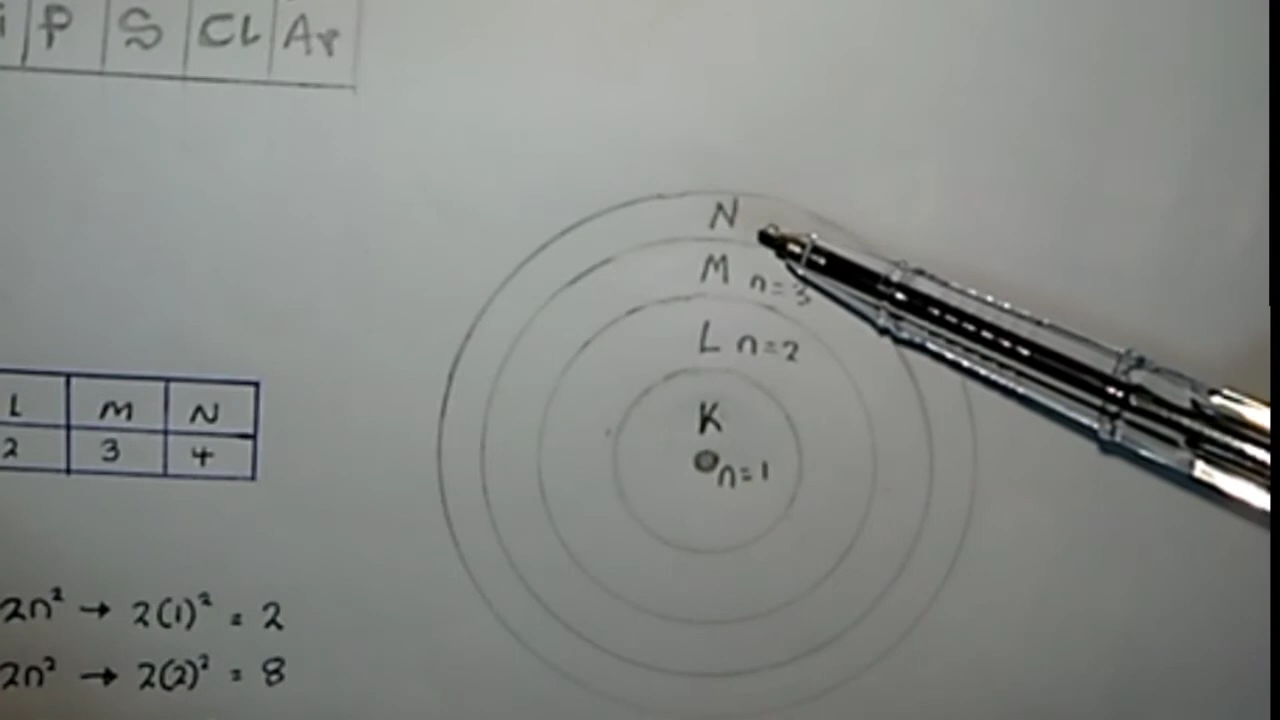 i P S CL Ar
N
M n=3
L n=2
K
n=1
L M N
2 3 4
2n² → 2(1)² = 2
2n² → 2(2)² = 8